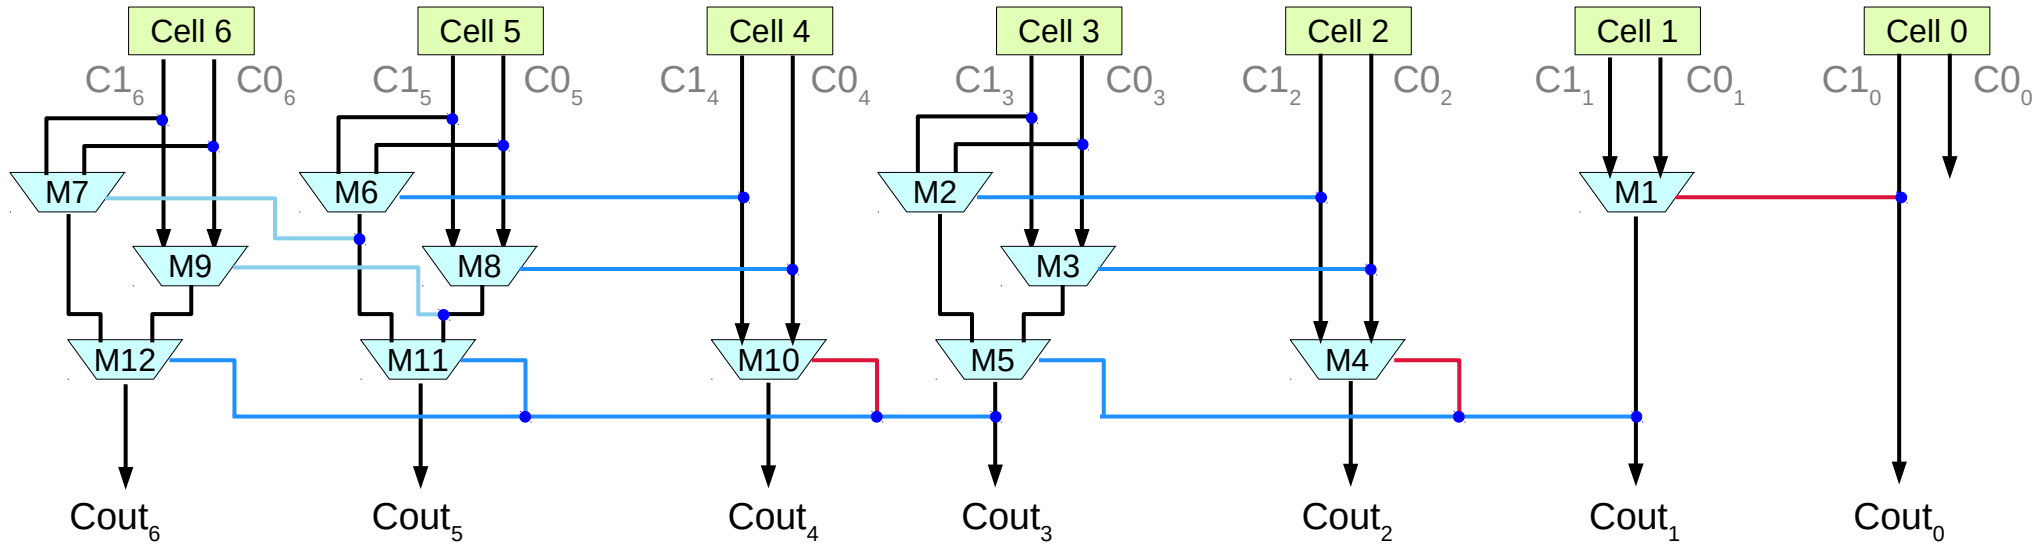 Cell 6 Cell 5 Cell 4 Cell 3 Cell 2 Cell 1 Cell 0
C1₆ C0₆ C1₅ C0₅ C1₄ C0₄ C1₃ C0₃ C1₂ C0₂ C1₁ C0₁ C1₀ C0₀
M7 M6 M2 M1
M9 M8 M3
M12 M11 M10 M5 M4
Cout₆ Cout₅ Cout₄ Cout₃ Cout₂ Cout₁ Cout₀